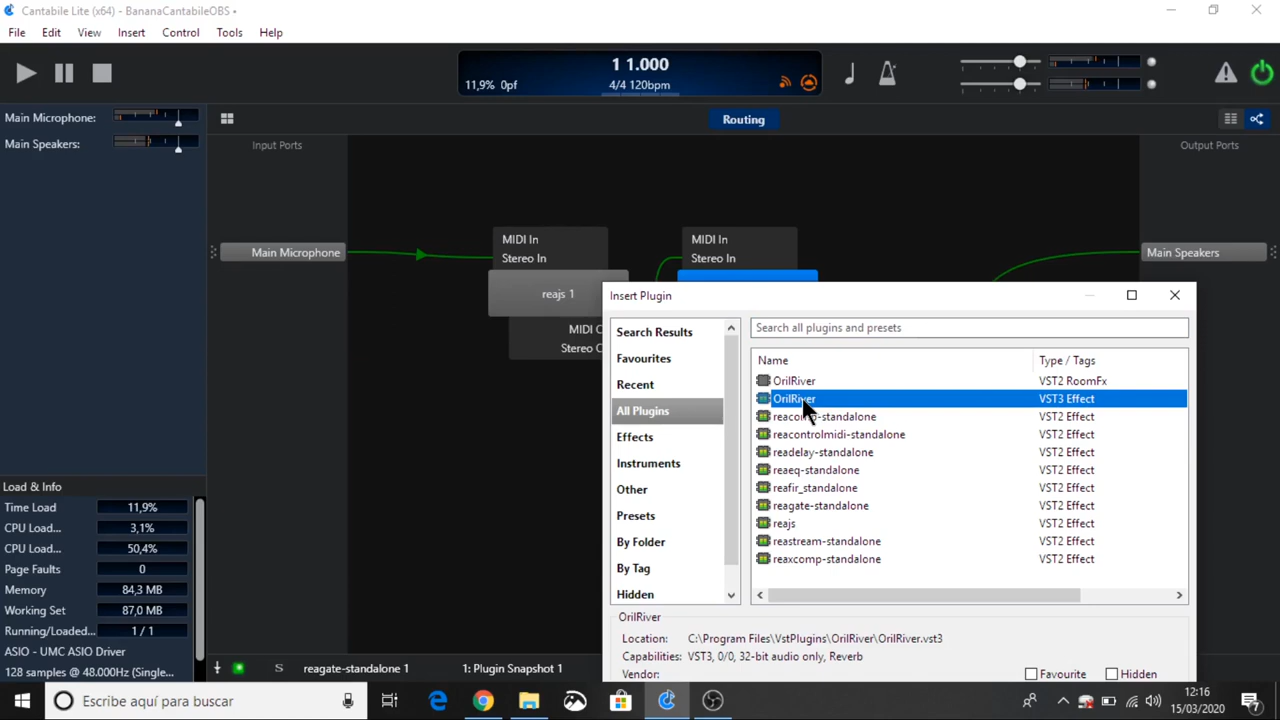 Cantabile Lite (x64) - BananaCantabileOBS •
File Edit View Insert Control Tools Help
1 1.000
11,9% 0pf 4/4 120bpm
Main Microphone:
Main Speakers:
Routing
Input Ports
Output Ports
Main Microphone
MIDI In
Stereo In
reajs 1
MIDI
Stereo
MIDI In
Stereo In
Main Speakers
Insert Plugin
Search Results
Favourites
Recent
All Plugins
Effects
Instruments
Other
Presets
By Folder
By Tag
Hidden
Search all plugins and presets
Name Type / Tags
OrilRiver VST2 RoomFx
OrilRiver VST3 Effect
reacomp-standalone VST2 Effect
reacontrolmidi-standalone VST2 Effect
readelay-standalone VST2 Effect
reaeq-standalone VST2 Effect
reafir_standalone VST2 Effect
reagate-standalone VST2 Effect
reajs VST2 Effect
reastream-standalone VST2 Effect
reaxcomp-standalone VST2 Effect
OrilRiver
Location: C:\Program Files\VstPlugins\OrilRiver\OrilRiver.vst3
Capabilities: VST3, 0/0, 32-bit audio only, Reverb
Vendor:
Favourite Hidden
Load & Info
Time Load 11,9%
CPU Load... 3,1%
CPU Load... 50,4%
Page Faults 0
Memory 84,3 MB
Working Set 87,0 MB
Running/Loaded... 1 / 1
ASIO - UMC ASIO Driver
128 samples @ 48.000Hz (Single...
S reagate-standalone 1 1: Plugin Snapshot 1
Escribe aquí para buscar
12:16
15/03/2020
7